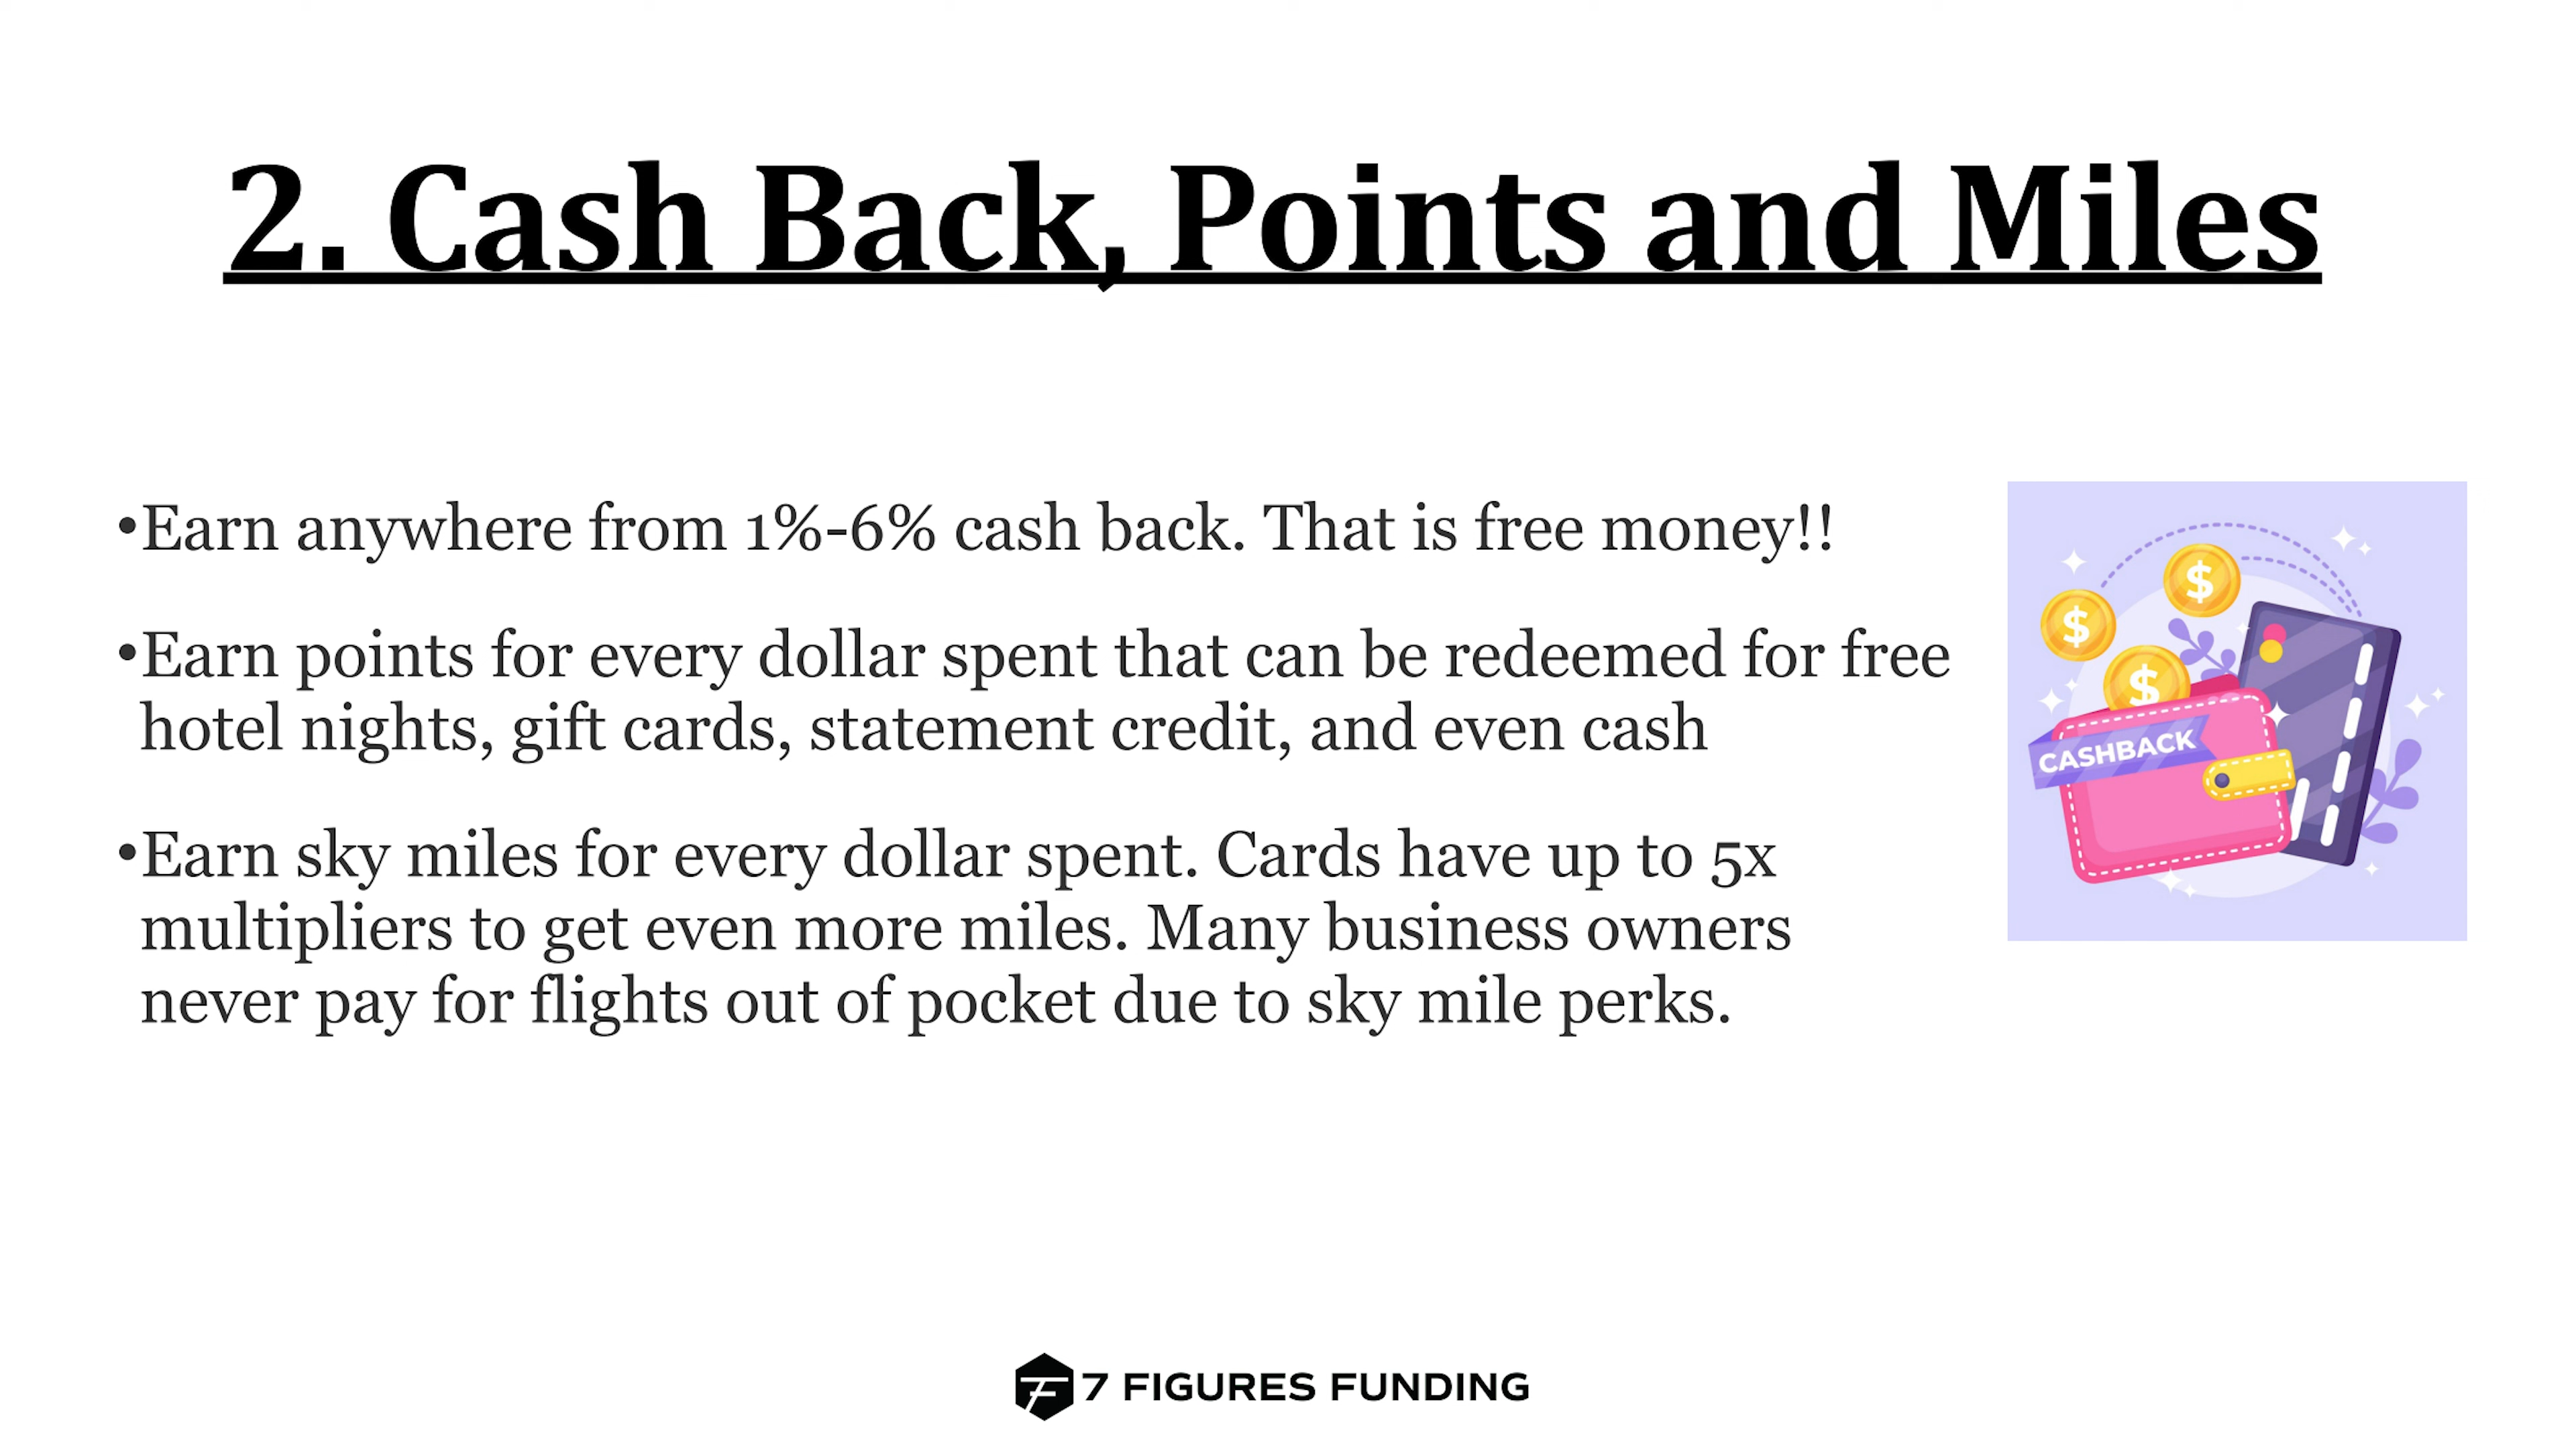 2. Cash Back, Points and Miles
•Earn anywhere from 1%-6% cash back. That is free money!!
•Earn points for every dollar spent that can be redeemed for free
hotel nights, gift cards, statement credit, and even cash
•Earn sky miles for every dollar spent. Cards have up to 5x
multipliers to get even more miles. Many business owners
never pay for flights out of pocket due to sky mile perks.
$
$
$
CASHBACK
7 FIGURES FUNDING